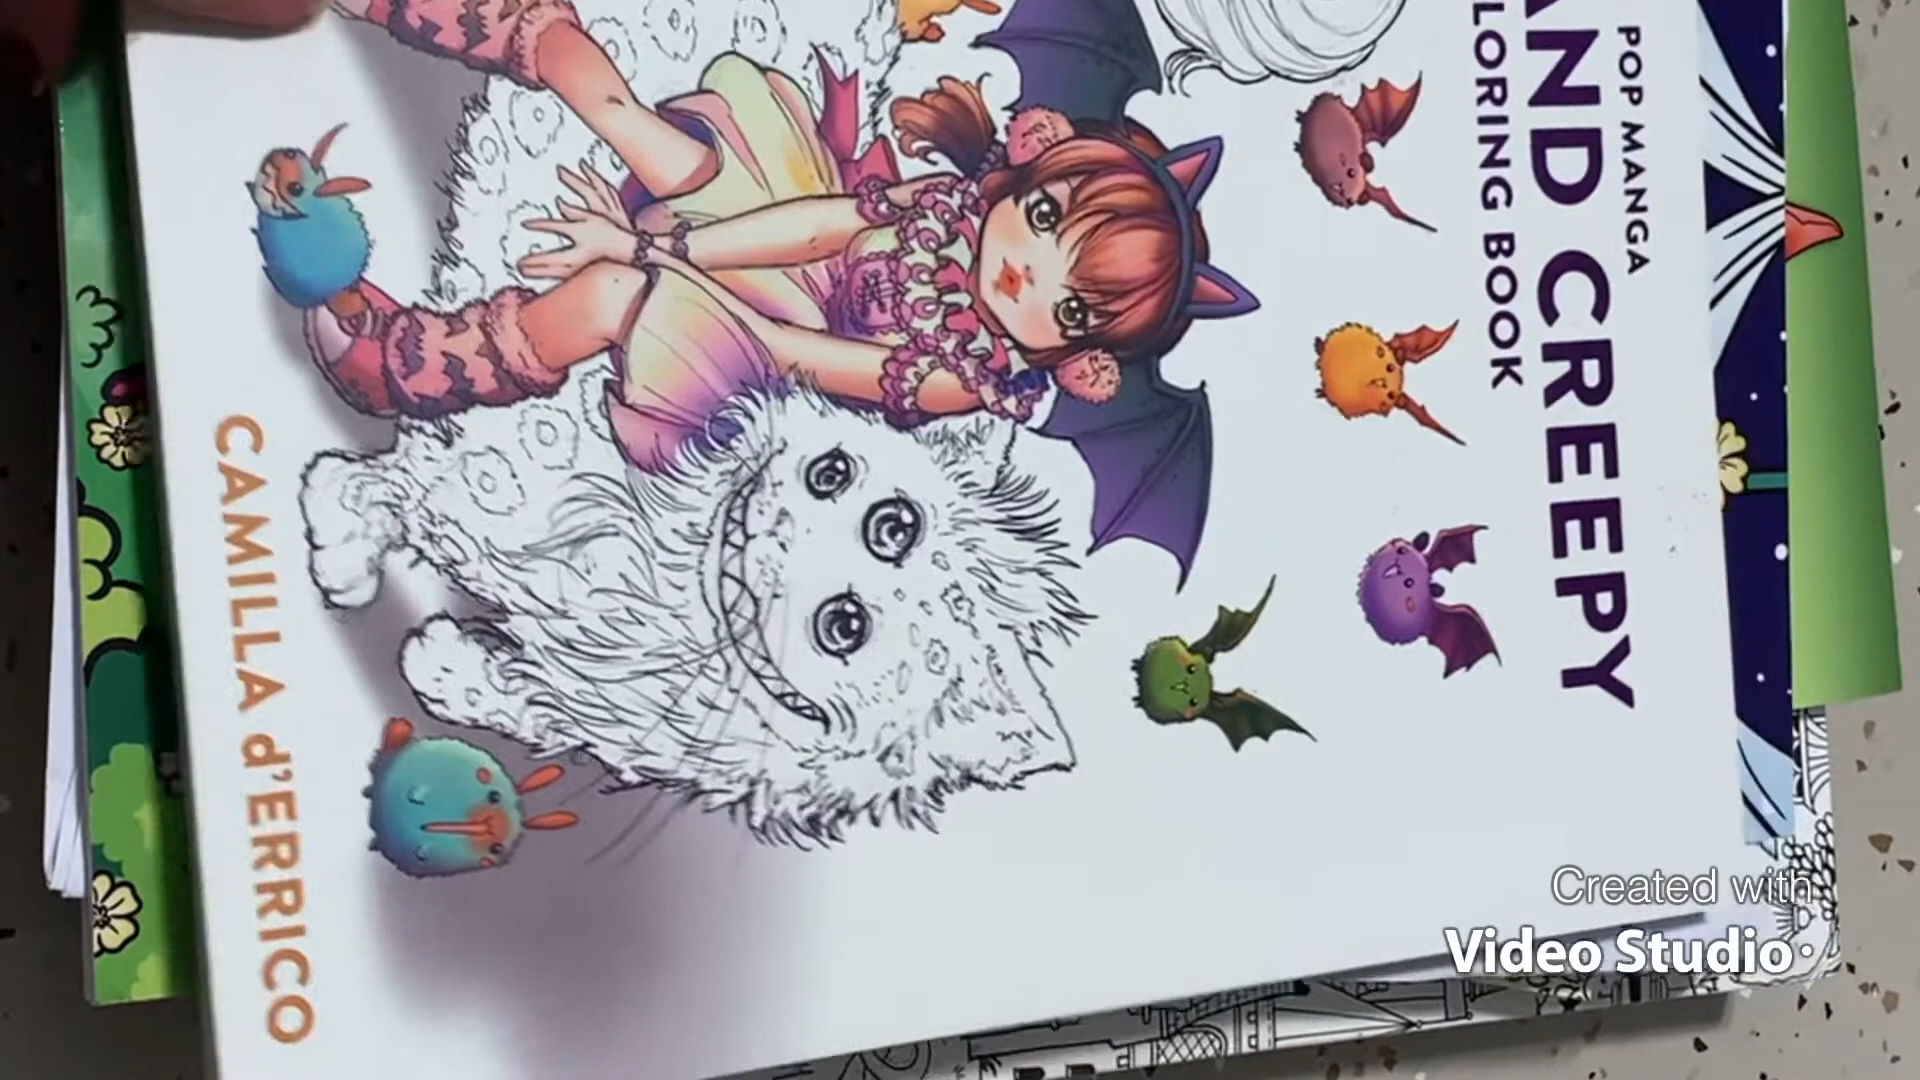 POP MANGA
AND CREEPY
LORING BOOK
CAMILLA d'ERRICO
Created with
Video Studio